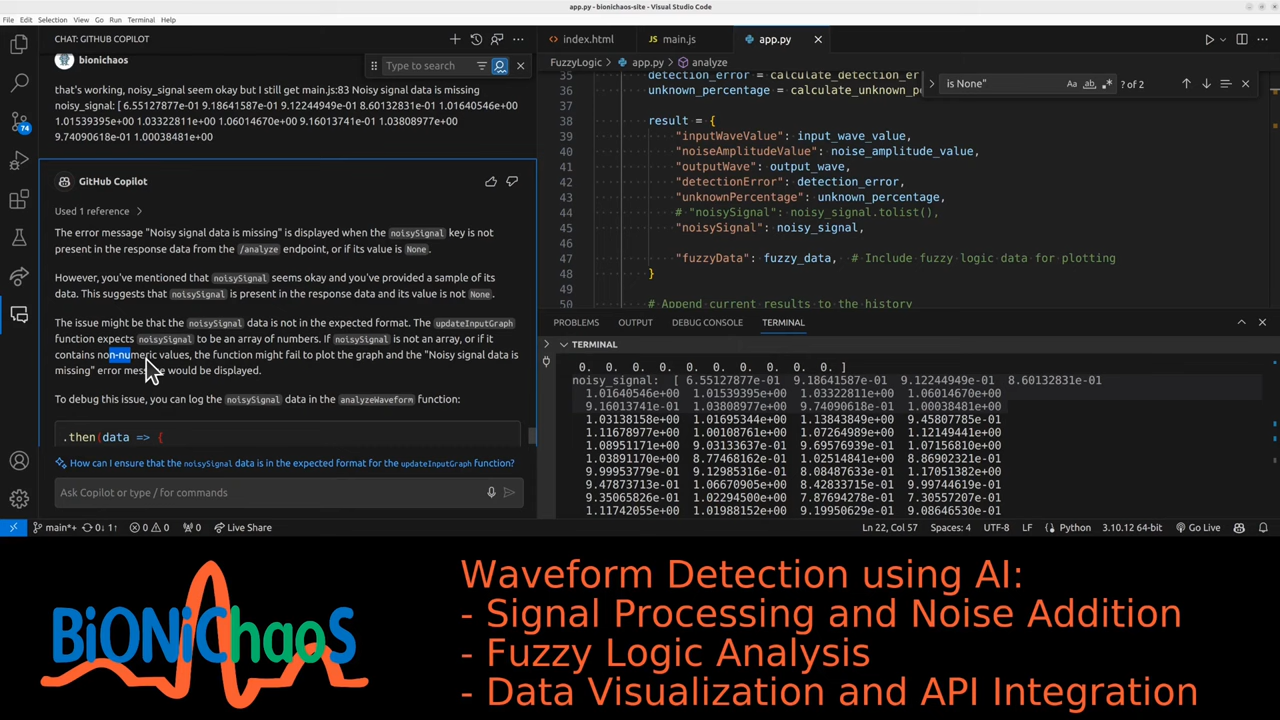 app.py - bionichaos-site - Visual Studio Code
File Edit Selection View Go Run Terminal Help
CHAT: GITHUB COPILOT
bionichaos
Type to search
that's working, noisy_signal seem okay but I still get main.js:83 Noisy signal data is missing
noisy_signal: [ 6.55127877e-01 9.18641587e-01 9.12244949e-01 8.60132831e-01 1.01640546e+00
1.01539395e+00 1.03322811e+00 1.06014670e+00 9.16013741e-01 1.03808977e+00
9.74090618e-01 1.00038481e+00
GitHub Copilot
Used 1 reference
The error message "Noisy signal data is missing" is displayed when the noisySignal key is not
present in the response data from the /analyze endpoint, or if its value is None.
However, you've mentioned that noisySignal seems okay and you've provided a sample of its
data. This suggests that noisySignal is present in the response data and its value is not None.
The issue might be that the noisySignal data is not in the expected format. The updateInputGraph
function expects noisySignal to be an array of numbers. If noisySignal is not an array, or if it
contains non-numeric values, the function might fail to plot the graph and the "Noisy signal data is
missing" error message would be displayed.
To debug this issue, you can log the noisySignal data in the analyzeWaveform function:
.then(data => {
How can I ensure that the noisySignal data is in the expected format for the updateInputGraph function?
Ask Copilot or type / for commands
74
index.html main.js app.py
FuzzyLogic > app.py > analyze
is None"
Aa ab .*
? of 2
35 detection_error = calculate_detection_er
36 unknown_percentage = calculate_unknown_p
37
38 result = {
39 "inputWaveValue": input_wave_value,
40 "noiseAmplitudeValue": noise_amplitude_value,
41 "outputWave": output_wave,
42 "detectionError": detection_error,
43 "unknownPercentage": unknown_percentage,
44 # "noisySignal": noisy_signal.tolist(),
45 "noisySignal": noisy_signal,
46
47 "fuzzyData": fuzzy_data, # Include fuzzy logic data for plotting
48 }
49
50 # Append current results to the history
PROBLEMS OUTPUT DEBUG CONSOLE TERMINAL
TERMINAL
0. 0. 0. 0. 0. 0. 0. 0. ]
noisy_signal: [ 6.55127877e-01 9.18641587e-01 9.12244949e-01 8.60132831e-01
1.01640546e+00 1.01539395e+00 1.03322811e+00 1.06014670e+00
9.16013741e-01 1.03808977e+00 9.74090618e-01 1.00038481e+00
1.03138158e+00 1.01695344e+00 1.13843819e+00 9.45807785e-01
1.11678977e+00 1.00108761e+00 1.07264989e+00 1.12149441e+00
1.08951171e+00 9.03133637e-01 9.69576939e-01 1.07156810e+00
1.03891170e+00 8.77468162e-01 1.02514841e+00 8.86902321e-01
9.99953779e-01 9.12985316e-01 8.08487633e-01 1.17051382e+00
9.47873713e-01 1.06670905e+00 8.42833715e-01 9.99744619e-01
9.35065826e-01 1.02294500e+00 7.87694278e-01 7.30557207e-01
1.11742055e+00 1.01988152e+00 9.19950629e-01 9.08646530e-01
main*+ 0↓ 1↑ 0 0 0 Live Share
Ln 22, Col 57 Spaces: 4 UTF-8 LF Python 3.10.12 64-bit Go Live
BiONiChaoS
Waveform Detection using AI:
- Signal Processing and Noise Addition
- Fuzzy Logic Analysis
- Data Visualization and API Integration